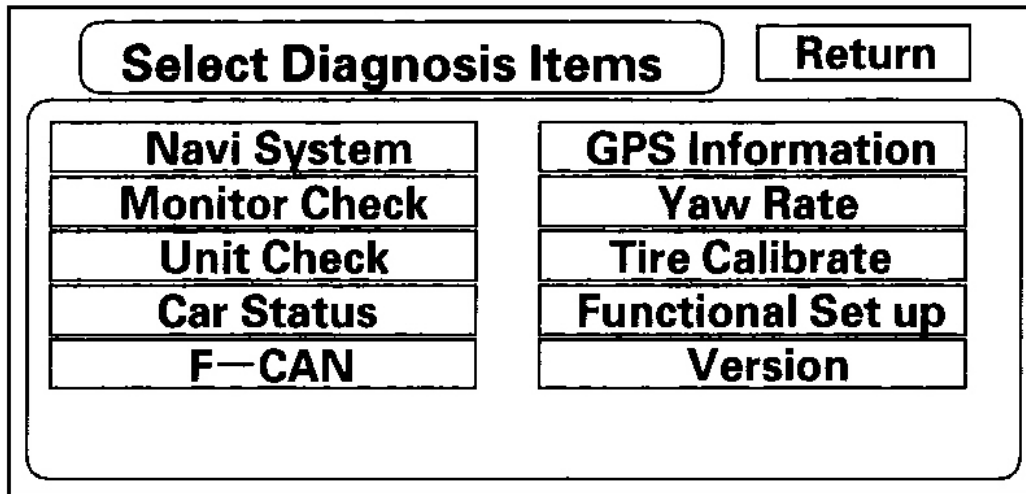 Select Diagnosis Items
Return
Navi System
GPS Information
Monitor Check
Yaw Rate
Unit Check
Tire Calibrate
Car Status
Functional Set up
F—CAN
Version